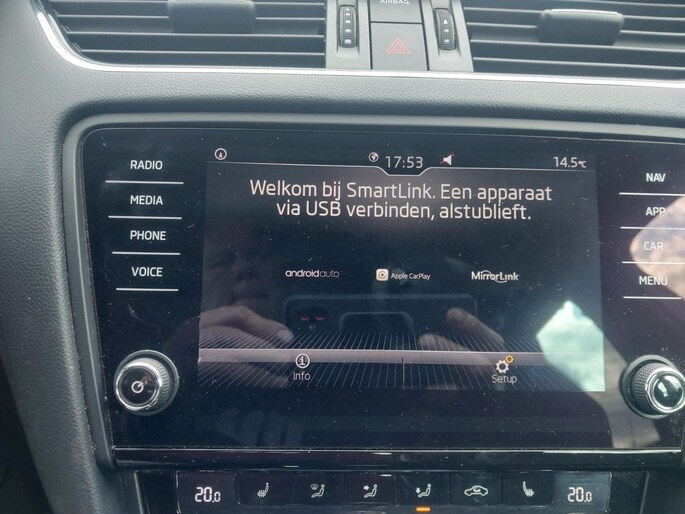 AIRBAG
RADIO
MEDIA
PHONE
VOICE
17:53
14.5°C
Welkom bij SmartLink. Een apparaat
via USB verbinden, alstublieft.
androidauto
Apple CarPlay
MirrorLink
Info
Setup
NAV
APP
CAR
MENU
20.0
20.0